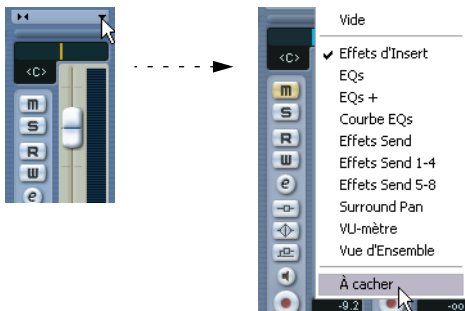 <C>
m
S
R
W
e
<C>
m
S
R
W
e
Vide
Effets d'Insert
EQs
EQs +
Courbe EQs
Effets Send
Effets Send 1-4
Effets Send 5-8
Surround Pan
VU-mètre
Vue d'Ensemble
À cacher
-9.2
-oo